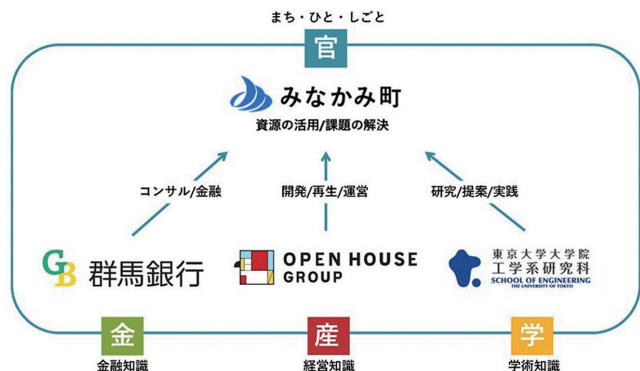 まち・ひと・しごと
官
みなかみ町
資源の活用/課題の解決
コンサル/金融
開発/再生/運営
研究/提案/実践
GB 群馬銀行
OPEN HOUSE
GROUP
東京大学大学院
工学系研究科
SCHOOL OF ENGINEERING
THE UNIVERSITY OF TOKYO
金
産
学
金融知識
経営知識
学術知識